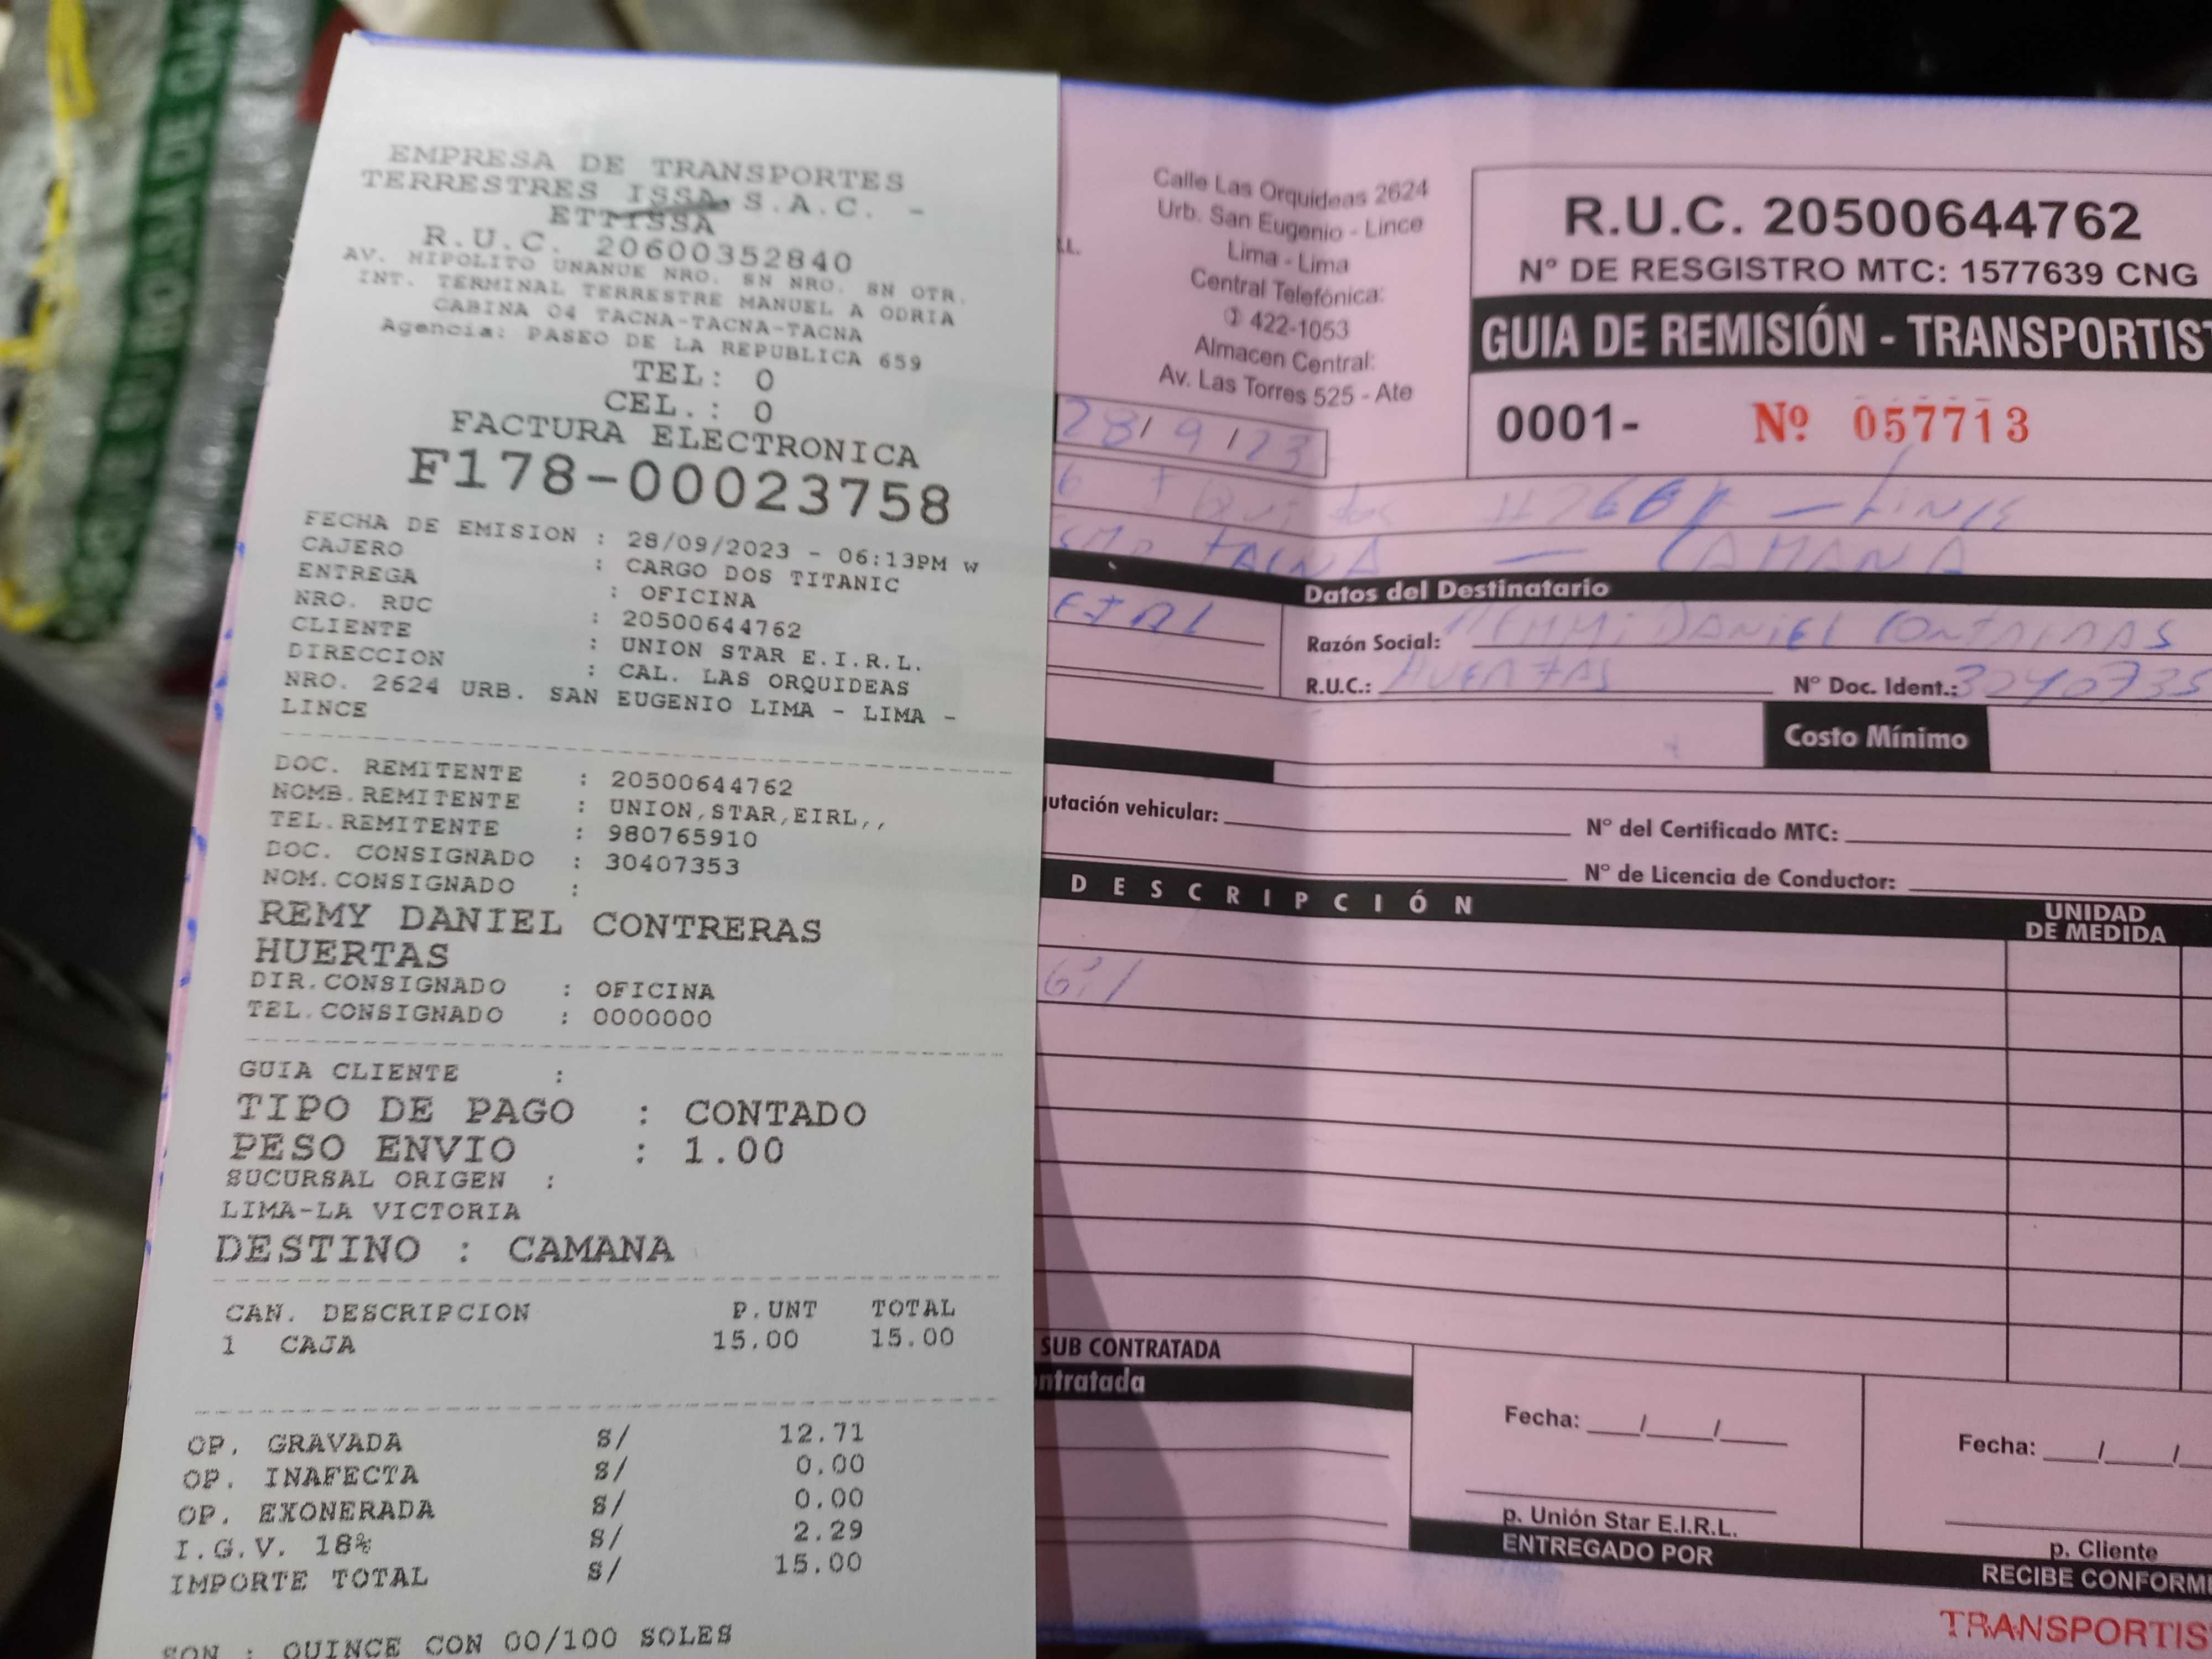 EMPRESA DE TRANSPORTES
TERRESTRES ISSA S.A.C. -
ETTISSA
R.U.C. 20600352840
AV. HIPOLITO UNANUE NRO. SN NRO. SN OTR.
INT. TERMINAL TERRESTRE MANUEL A ODRIA
CABINA 04 TACNA-TACNA-TACNA
Agencia: PASEO DE LA REPUBLICA 659
TEL: 0
CEL.: 0
FACTURA ELECTRONICA
F178-00023758
FECHA DE EMISION : 28/09/2023 - 06:13PM W
CAJERO : CARGO DOS TITANIC
ENTREGA : OFICINA
NRO. RUC : 20500644762
CLIENTE : UNION STAR E.I.R.L.
DIRECCION : CAL. LAS ORQUIDEAS
NRO. 2624 URB. SAN EUGENIO LIMA - LIMA -
LINCE
DOC. REMITENTE : 20500644762
NOMB.REMITENTE : UNION,STAR,EIRL,,
TEL.REMITENTE : 980765910
DOC. CONSIGNADO : 30407353
NOM.CONSIGNADO :
REMY DANIEL CONTRERAS
HUERTAS
DIR.CONSIGNADO : OFICINA
TEL.CONSIGNADO : 0000000
GUIA CLIENTE :
TIPO DE PAGO : CONTADO
PESO ENVIO : 1.00
SUCURSAL ORIGEN :
LIMA-LA VICTORIA
DESTINO : CAMANA
CAN. DESCRIPCION P.UNT TOTAL
1 CAJA 15.00 15.00
OP. GRAVADA S/ 12.71
OP. INAFECTA S/ 0.00
OP. EXONERADA S/ 0.00
I.G.V. 18% S/ 2.29
IMPORTE TOTAL S/ 15.00
SON : QUINCE CON 00/100 SOLES
Calle Las Orquideas 2624
Urb. San Eugenio - Lince
Lima - Lima
Central Telefónica:
422-1053
Almacen Central:
Av. Las Torres 525 - Ate
R.U.C. 20500644762
N° DE RESGISTRO MTC: 1577639 CNG
GUIA DE REMISIÓN - TRANSPORTIST
0001- Nº 057713
28/ 9 /23
TACNA — CAMANA
EIRL
Datos del Destinatario
Razón Social: DANIEL CONTRERAS
R.U.C.: HUERTAS N° Doc. Ident.:
Costo Mínimo
utación vehicular: N° del Certificado MTC:
N° de Licencia de Conductor:
DESCRIPCIÓN
UNIDAD
DE MEDIDA
SUB CONTRATADA
ntratada
Fecha: / /
Fecha: / /
p. Unión Star E.I.R.L.
ENTREGADO POR
p. Cliente
RECIBE CONFORM
TRANSPORTIS